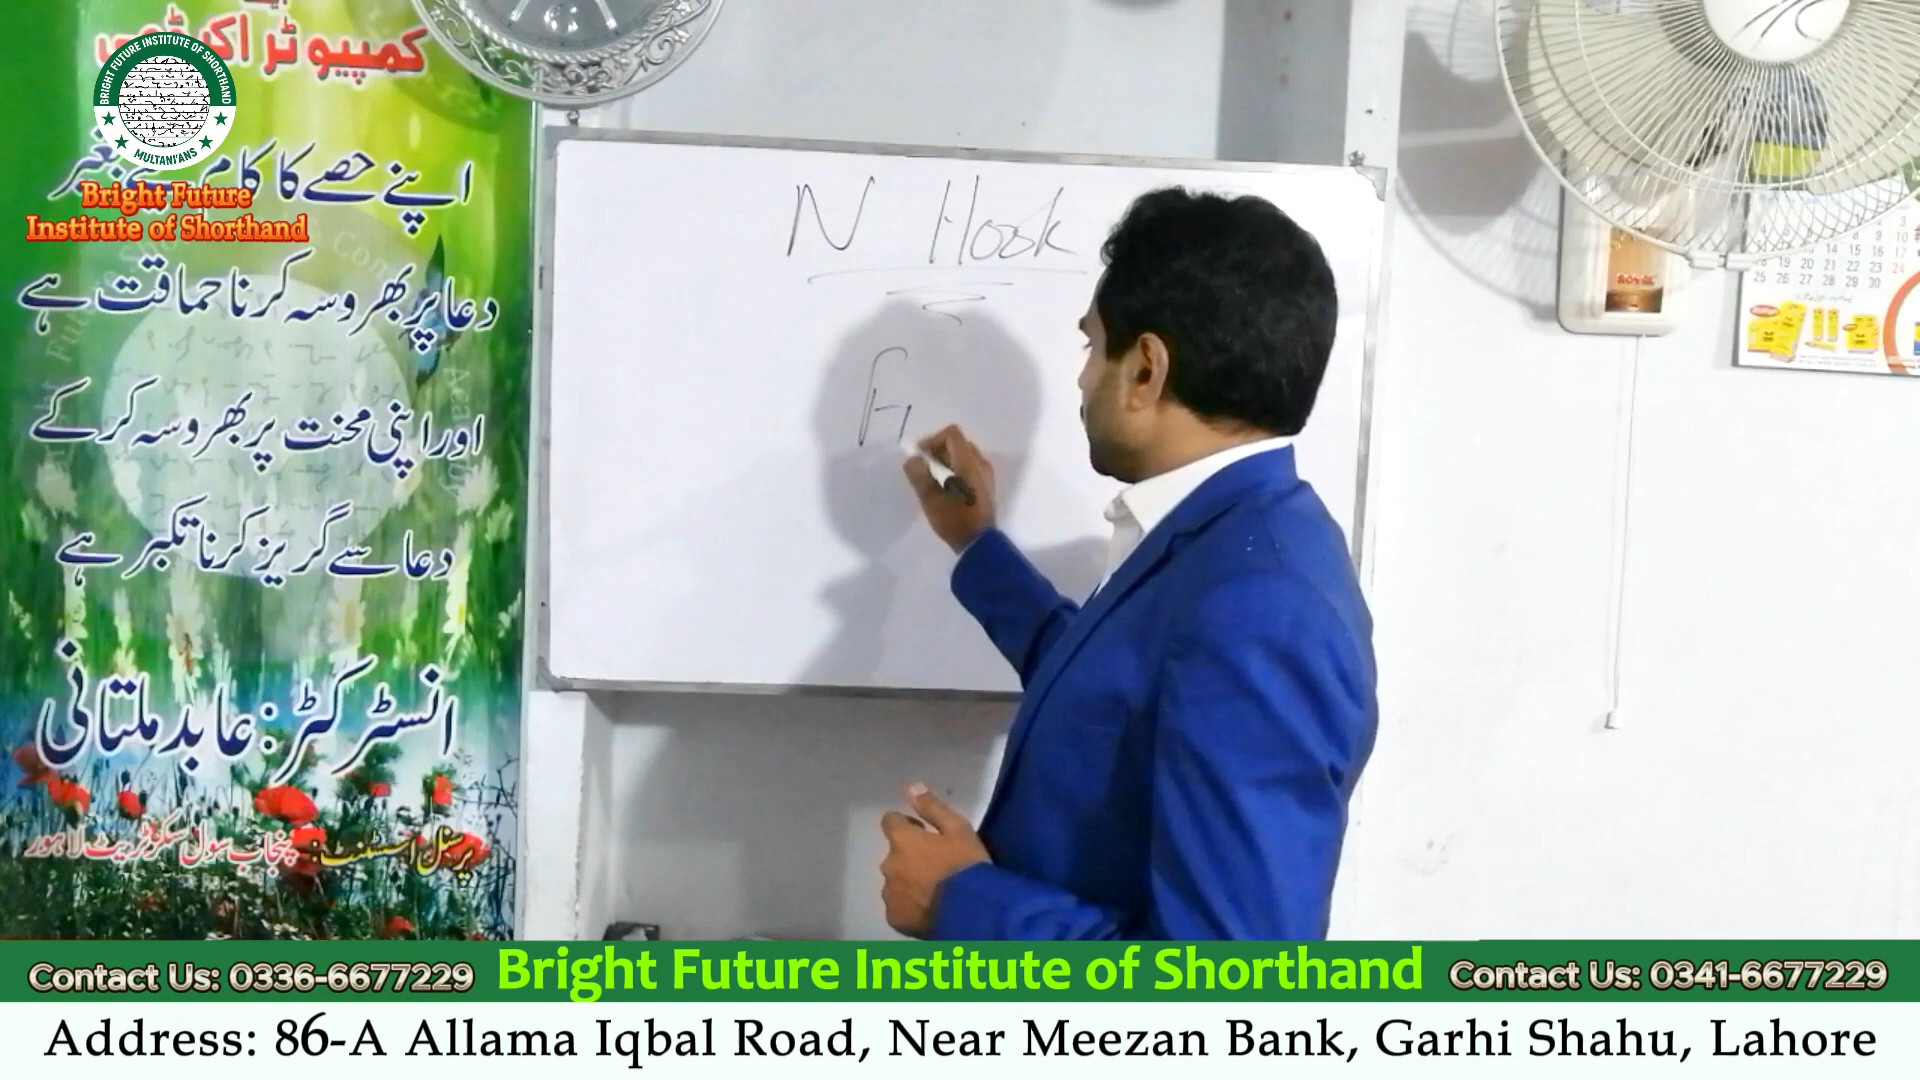 کمپیوٹر اکیڈمی
BRIGHT FUTURE INSTITUTE OF SHORTHAND
MULTANI'ANS
اپنے حصے کا کام کیے بغیر
Bright Future
Institute of Shorthand
دعا پر بھروسہ کرنا حماقت ہے
اور اپنی محنت پر بھروسہ کر کے
دعا سے گریز کرنا تکبر ہے
انسٹرکٹر: عابد ملتانی
پرسنل اسسٹنٹ: پنجاب سول سکرٹریٹ لاہور
N Hook
Contact Us: 0336-6677229
Bright Future Institute of Shorthand
Contact Us: 0341-6677229
Address: 86-A Allama Iqbal Road, Near Meezan Bank, Garhi Shahu, Lahore